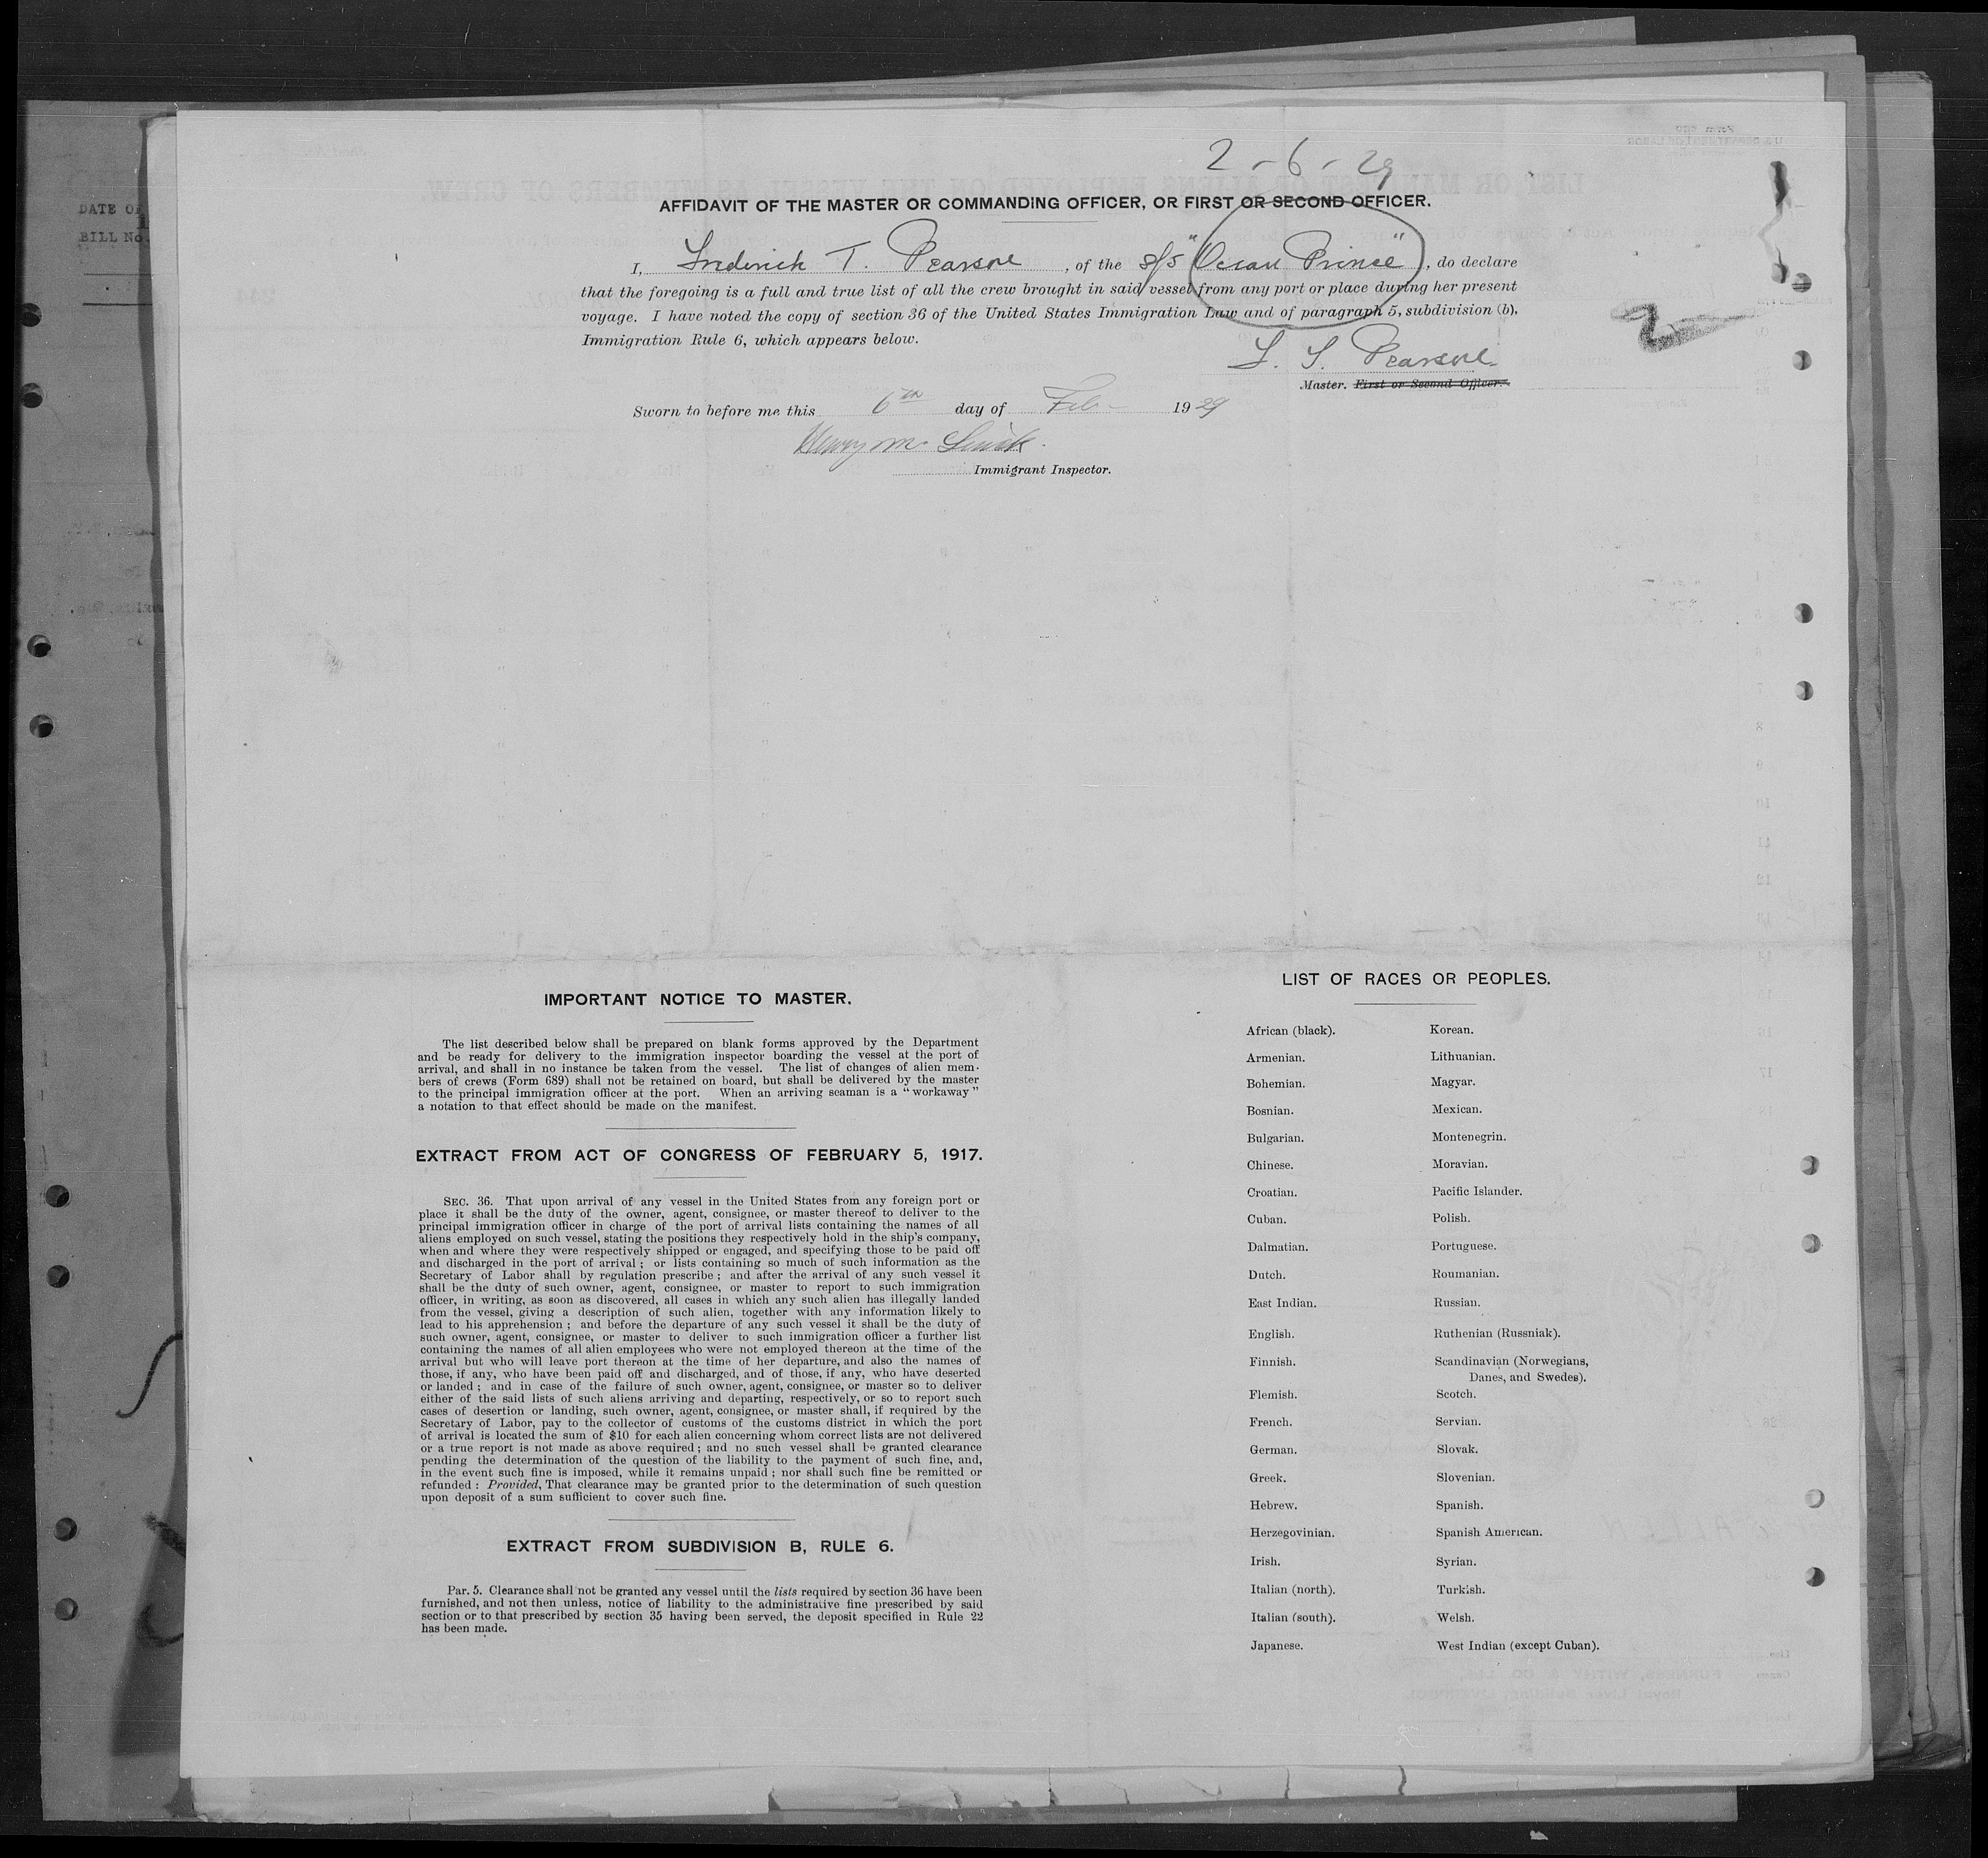 2-6-29
AFFIDAVIT OF THE MASTER OR COMMANDING OFFICER, OR FIRST OR SECOND OFFICER.
I, Frederick T. Pearson, of the S/S "Ocean Prince", do declare
that the foregoing is a full and true list of all the crew brought in said vessel from any port or place during her present
voyage. I have noted the copy of section 36 of the United States Immigration Law and of paragraph 5, subdivision (b),
Immigration Rule 6, which appears below.
2
Pearson
Master. First or Second Officer.
Sworn to before me this 6th day of Feb 1929
Henry M.
Immigrant Inspector.
DATE OF
BILL No.
IMPORTANT NOTICE TO MASTER.
The list described below shall be prepared on blank forms approved by the Department
and be ready for delivery to the immigration inspector boarding the vessel at the port of
arrival, and shall in no instance be taken from the vessel. The list of changes of alien mem-
bers of crews (Form 689) shall not be retained on board, but shall be delivered by the master
to the principal immigration officer at the port. When an arriving seaman is a "workaway"
a notation to that effect should be made on the manifest.
EXTRACT FROM ACT OF CONGRESS OF FEBRUARY 5, 1917.
SEC. 36. That upon arrival of any vessel in the United States from any foreign port or
place it shall be the duty of the owner, agent, consignee, or master thereof to deliver to the
principal immigration officer in charge of the port of arrival lists containing the names of all
aliens employed on such vessel, stating the positions they respectively hold in the ship's company,
when and where they were respectively shipped or engaged, and specifying those to be paid off
and discharged in the port of arrival; or lists containing so much of such information as the
Secretary of Labor shall by regulation prescribe; and after the arrival of any such vessel it
shall be the duty of such owner, agent, consignee, or master to report to such immigration
officer, in writing, as soon as discovered, all cases in which any such alien has illegally landed
from the vessel, giving a description of such alien, together with any information likely to
lead to his apprehension; and before the departure of any such vessel it shall be the duty of
such owner, agent, consignee, or master to deliver to such immigration officer a further list
containing the names of all alien employees who were not employed thereon at the time of the
arrival but who will leave port thereon at the time of her departure, and also the names of
those, if any, who have been paid off and discharged, and of those, if any, who have deserted
or landed; and in case of the failure of such owner, agent, consignee, or master so to deliver
either of the said lists of such aliens arriving and departing, respectively, or so to report such
cases of desertion or landing, such owner, agent, consignee, or master shall, if required by the
Secretary of Labor, pay to the collector of customs of the customs district in which the port
of arrival is located the sum of $10 for each alien concerning whom correct lists are not delivered
or a true report is not made as above required; and no such vessel shall be granted clearance
pending the determination of the question of the liability to the payment of such fine, and,
in the event such fine is imposed, while it remains unpaid; nor shall such fine be remitted or
refunded: Provided, That clearance may be granted prior to the determination of such question
upon deposit of a sum sufficient to cover such fine.
EXTRACT FROM SUBDIVISION B, RULE 6.
Par. 5. Clearance shall not be granted any vessel until the lists required by section 36 have been
furnished, and not then unless, notice of liability to the administrative fine prescribed by said
section or to that prescribed by section 35 having been served, the deposit specified in Rule 22
has been made.
LIST OF RACES OR PEOPLES.
African (black).
Armenian.
Bohemian.
Bosnian.
Bulgarian.
Chinese.
Croatian.
Cuban.
Dalmatian.
Dutch.
East Indian.
English.
Finnish.
Flemish.
French.
German.
Greek.
Hebrew.
Herzegovinian.
Irish.
Italian (north).
Italian (south).
Japanese.
Korean.
Lithuanian.
Magyar.
Mexican.
Montenegrin.
Moravian.
Pacific Islander.
Polish.
Portuguese.
Roumanian.
Russian.
Ruthenian (Russniak).
Scandinavian (Norwegians,
Danes, and Swedes).
Scotch.
Servian.
Slovak.
Slovenian.
Spanish.
Spanish American.
Syrian.
Turkish.
Welsh.
West Indian (except Cuban).